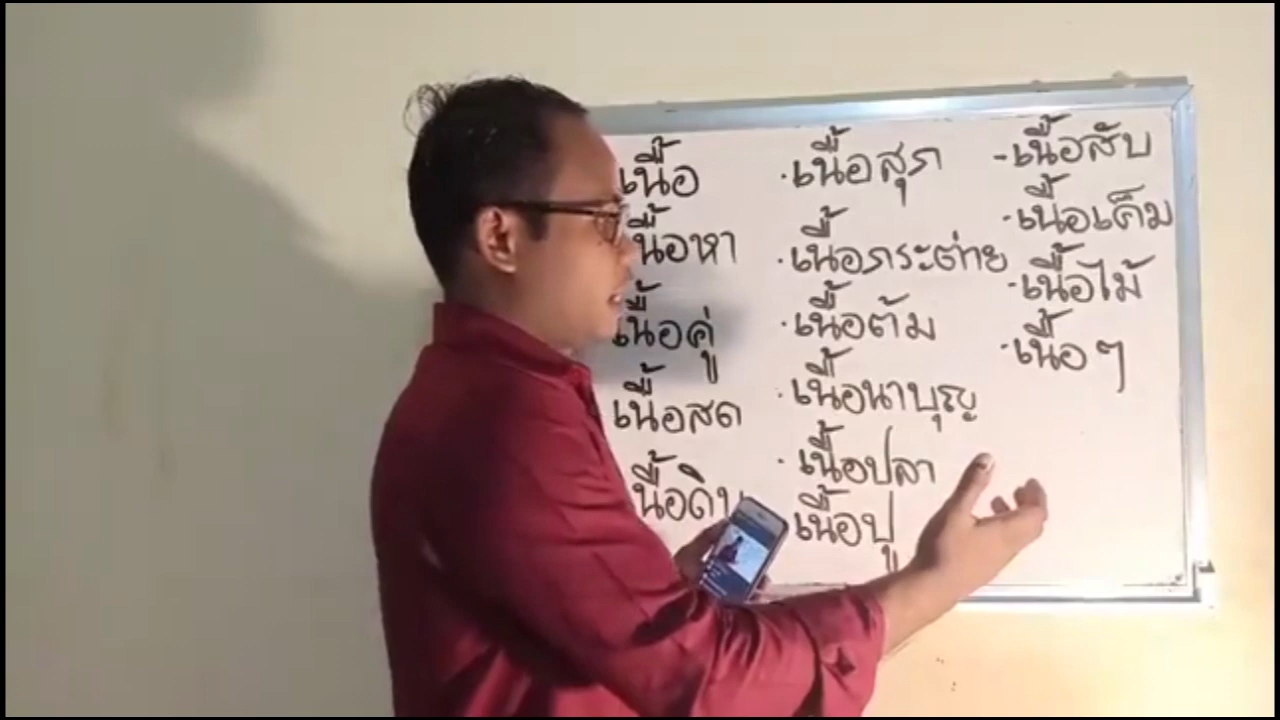 เนื้อ
เนื้อหา
เนื้อคู่
เนื้อสด
เนื้อดิบ
·เนื้อสุก
·เนื้อกระต่าย
·เนื้อต้ม
·เนื้อนาบุญ
·เนื้อปลา
เนื้อปู
-เนื้อสับ
·เนื้อเค็ม
-เนื้อไม้
·เนื้อๆ